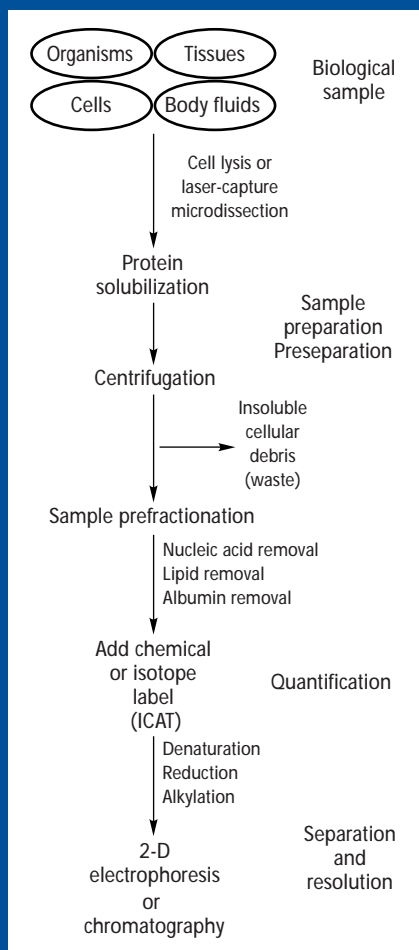 Organisms
Tissues
Cells
Body fluids
Biological
sample
Cell lysis or
laser-capture
microdissection
Protein
solubilization
Sample
preparation
Preseparation
Centrifugation
Insoluble
cellular
debris
(waste)
Sample prefractionation
Nucleic acid removal
Lipid removal
Albumin removal
Add chemical
or isotope
label
(ICAT)
Quantification
Denaturation
Reduction
Alkylation
2-D
electrophoresis
or
chromatography
Separation
and
resolution